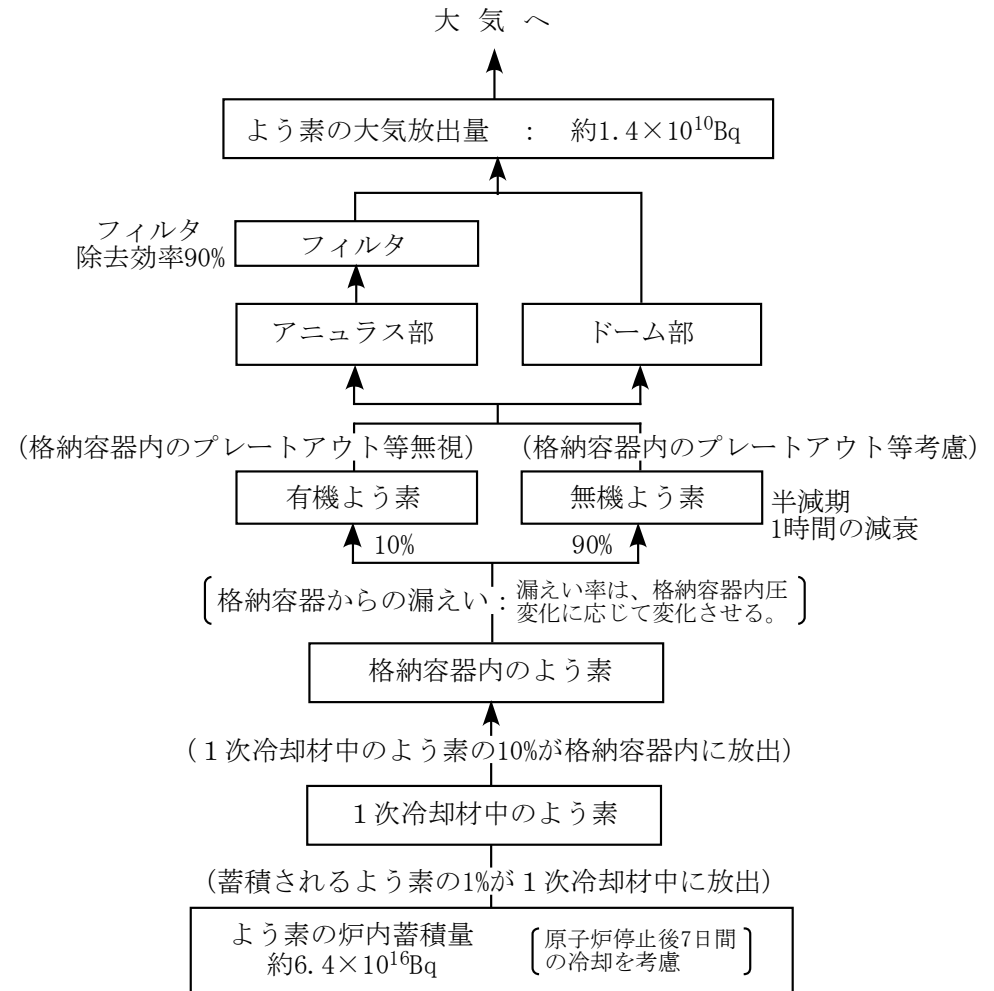 大 気 へ
よう素の大気放出量 : 約1.4×10¹⁰Bq
フィルタ
除去効率90%
フィルタ
アニュラス部
ドーム部
(格納容器内のプレートアウト等無視)
(格納容器内のプレートアウト等考慮)
有機よう素
無機よう素
半減期
1時間の減衰
10%
90%
格納容器からの漏えい:
漏えい率は、格納容器内圧
変化に応じて変化させる。
格納容器内のよう素
(1次冷却材中のよう素の10%が格納容器内に放出)
1次冷却材中のよう素
(蓄積されるよう素の1%が1次冷却材中に放出)
よう素の炉内蓄積量
約6.4×10¹⁶Bq
原子炉停止後7日間
の冷却を考慮